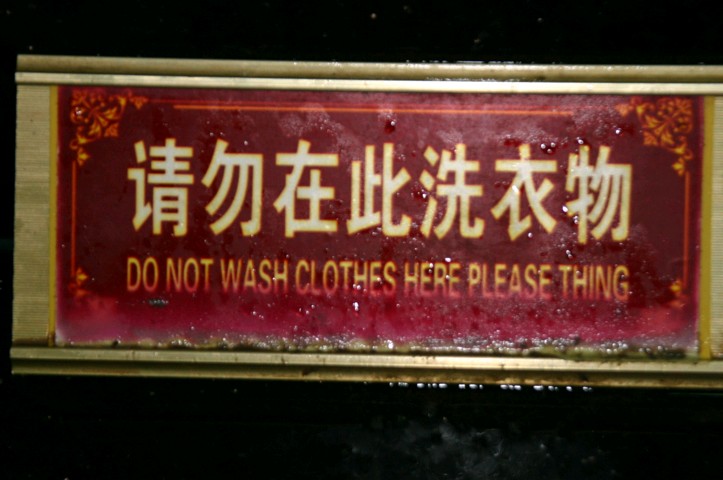 请勿在此洗衣物
DO NOT WASH CLOTHES HERE PLEASE THING